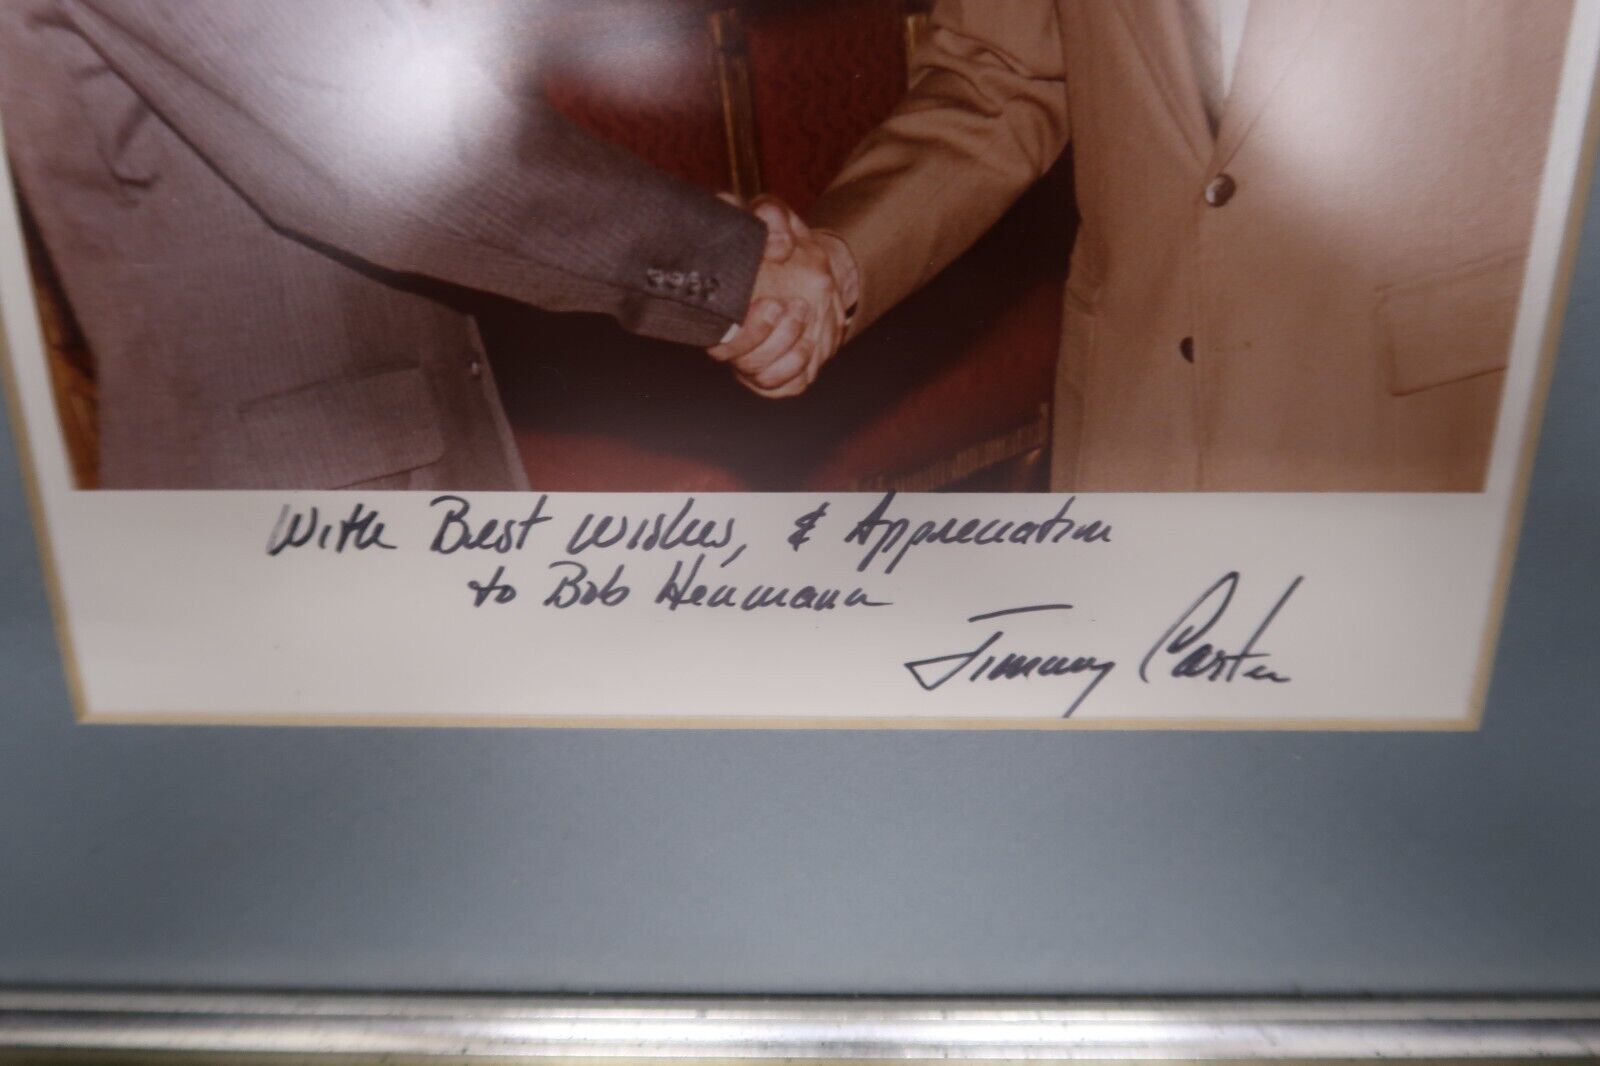 With Best Wishes, & Appreciation
to Bob Heumann
Jimmy Carter